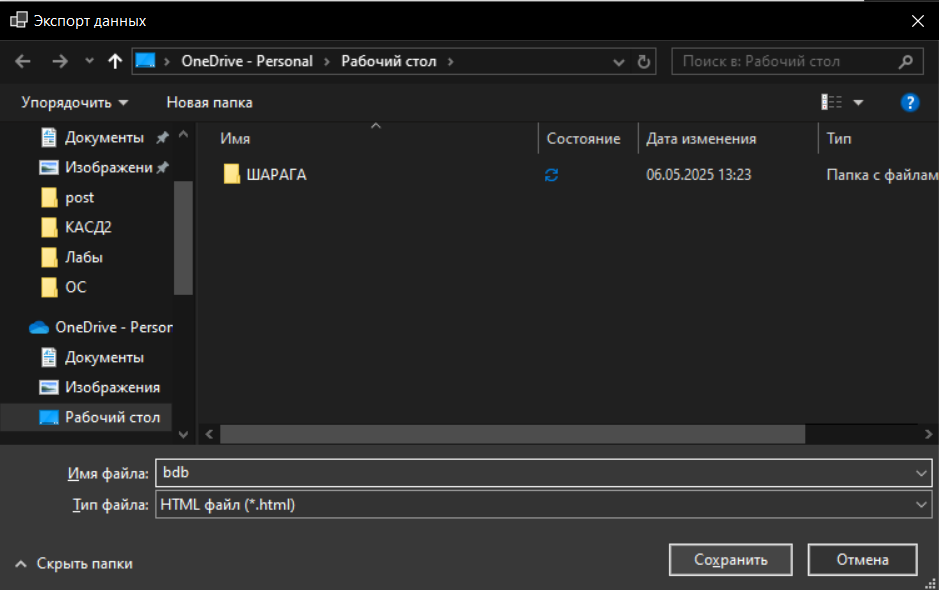 Экспорт данных
OneDrive - Personal Рабочий стол Поиск в: Рабочий стол
Упорядочить Новая папка
Имя Состояние Дата изменения Тип
Документы
ШАРАГА 06.05.2025 13:23 Папка с файлам
Изображени
post
КАСД2
Лабы
ОС
OneDrive - Person
Документы
Изображения
Рабочий стол
Имя файла: bdb
Тип файла: HTML файл (*.html)
Скрыть папки Сохранить Отмена